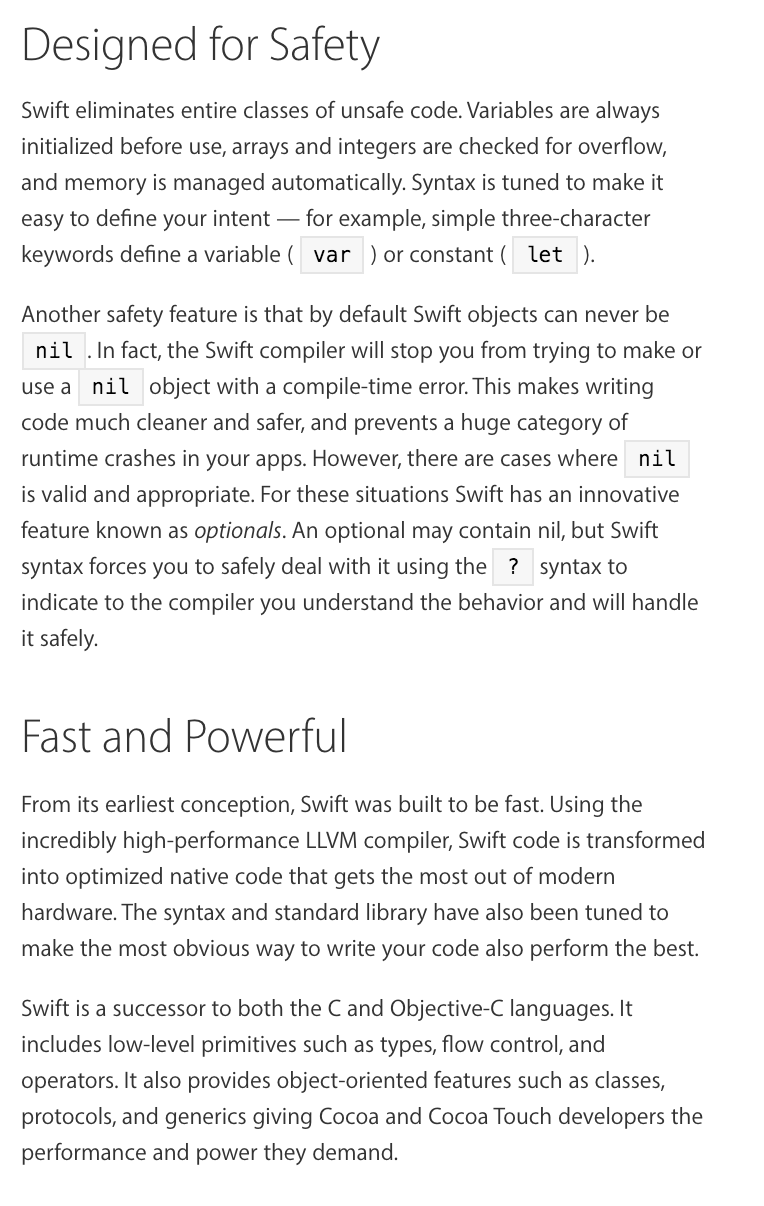 Designed for Safety
Swift eliminates entire classes of unsafe code. Variables are always
initialized before use, arrays and integers are checked for overflow,
and memory is managed automatically. Syntax is tuned to make it
easy to define your intent — for example, simple three-character
keywords define a variable ( var ) or constant ( let ).
Another safety feature is that by default Swift objects can never be
nil . In fact, the Swift compiler will stop you from trying to make or
use a nil object with a compile-time error. This makes writing
code much cleaner and safer, and prevents a huge category of
runtime crashes in your apps. However, there are cases where nil
is valid and appropriate. For these situations Swift has an innovative
feature known as optionals. An optional may contain nil, but Swift
syntax forces you to safely deal with it using the ? syntax to
indicate to the compiler you understand the behavior and will handle
it safely.
Fast and Powerful
From its earliest conception, Swift was built to be fast. Using the
incredibly high-performance LLVM compiler, Swift code is transformed
into optimized native code that gets the most out of modern
hardware. The syntax and standard library have also been tuned to
make the most obvious way to write your code also perform the best.
Swift is a successor to both the C and Objective-C languages. It
includes low-level primitives such as types, flow control, and
operators. It also provides object-oriented features such as classes,
protocols, and generics giving Cocoa and Cocoa Touch developers the
performance and power they demand.